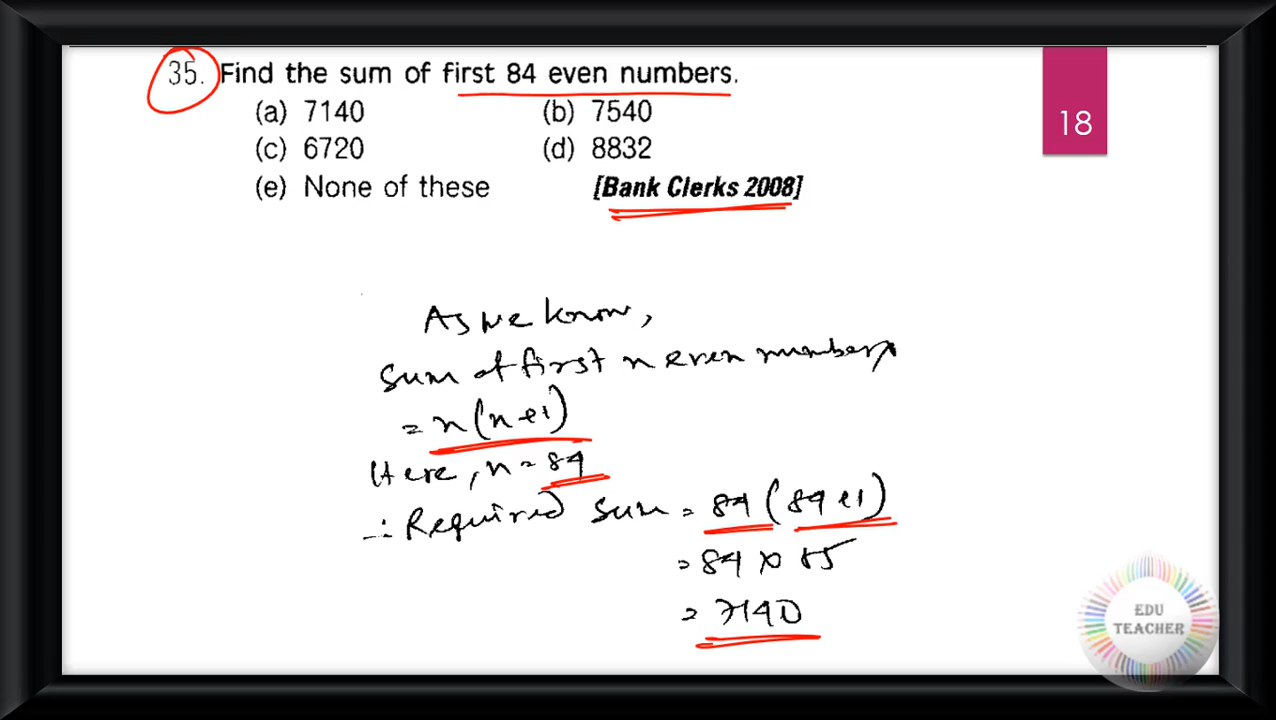 35. Find the sum of first 84 even numbers.
(a) 7140 (b) 7540
(c) 6720 (d) 8832
(e) None of these [Bank Clerks 2008]
18
As we know,
Sum of first n even numbers
= n(n+1)
Here, n = 84
∴ Required Sum = 84 (84+1)
= 84 × 85
= 7140
EDU
TEACHER